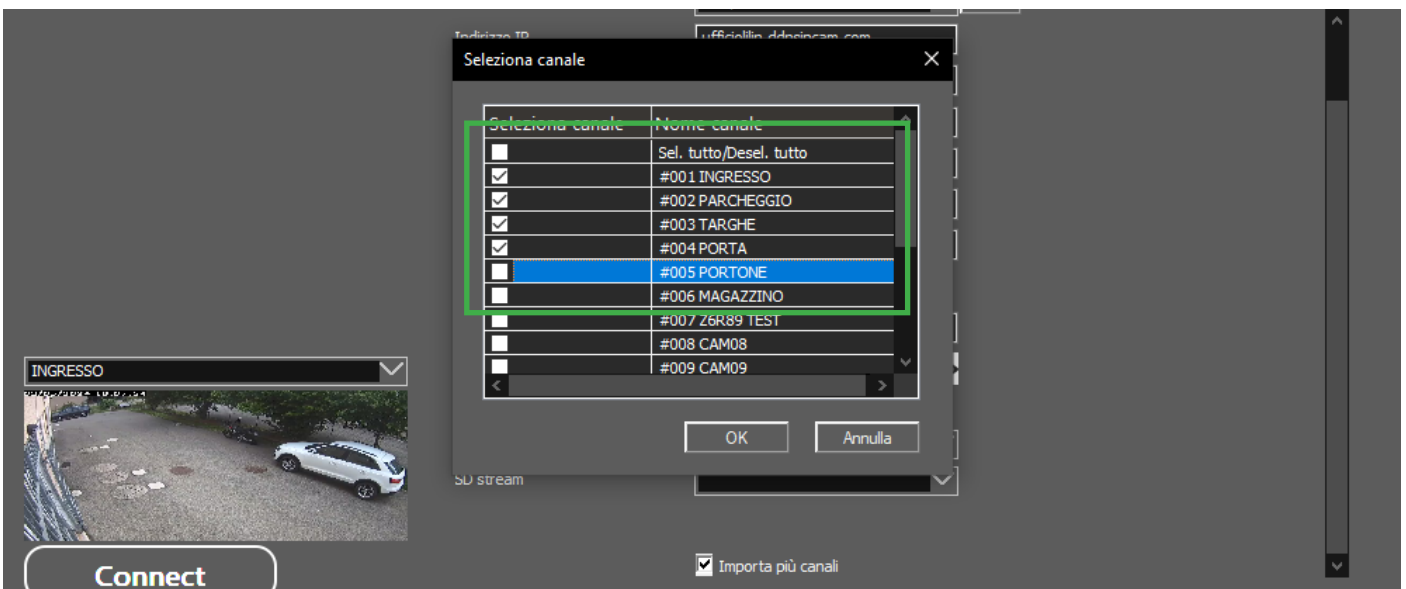 Indirizzo IP
ufficiolilin.ddnsipcam.com
Seleziona canale
Seleziona canale Nome canale
Sel. tutto/Desel. tutto
#001 INGRESSO
#002 PARCHEGGIO
#003 TARGHE
#004 PORTA
#005 PORTONE
#006 MAGAZZINO
#007 Z6R89 TEST
#008 CAM08
#009 CAM09
OK Annulla
INGRESSO
SD stream
Connect
Importa più canali